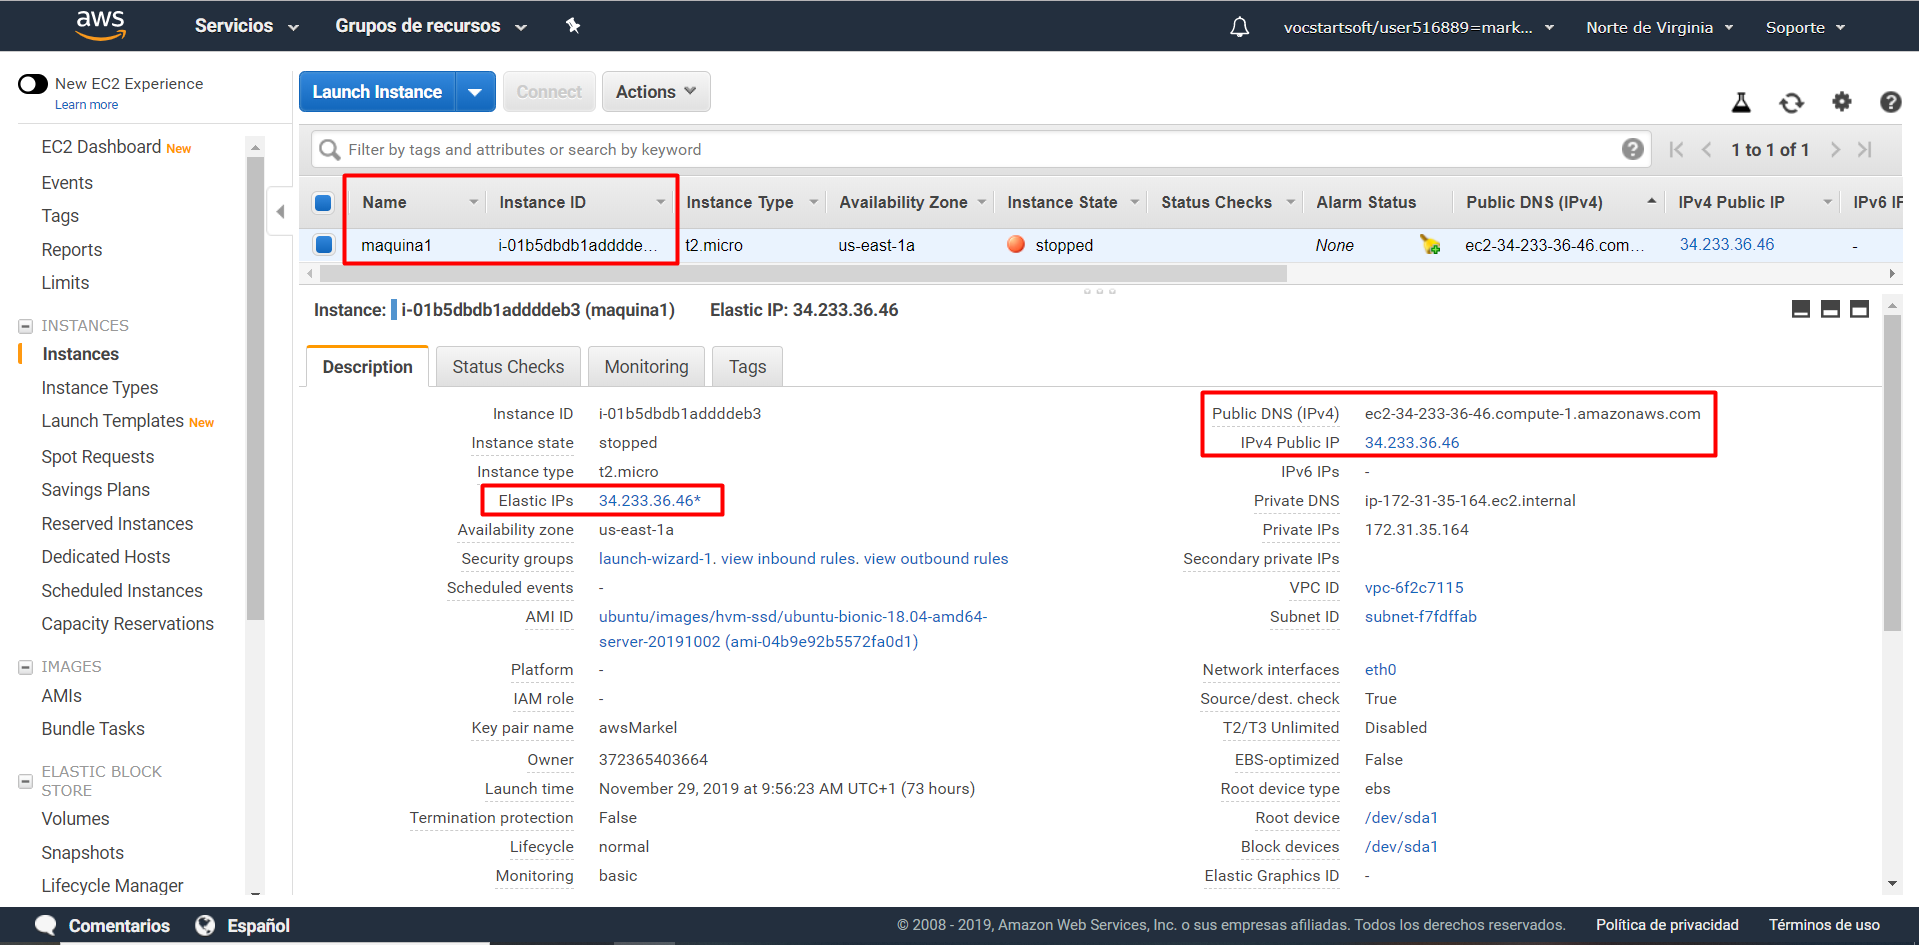 aws Servicios Grupos de recursos vocstartsoft/user516889=mark... Norte de Virginia Soporte
New EC2 Experience
Learn more
EC2 Dashboard New
Events
Tags
Reports
Limits
INSTANCES
Instances
Instance Types
Launch Templates New
Spot Requests
Savings Plans
Reserved Instances
Dedicated Hosts
Scheduled Instances
Capacity Reservations
IMAGES
AMIs
Bundle Tasks
ELASTIC BLOCK
STORE
Volumes
Snapshots
Lifecycle Manager
Launch Instance Connect Actions
Filter by tags and attributes or search by keyword 1 to 1 of 1
Name Instance ID Instance Type Availability Zone Instance State Status Checks Alarm Status Public DNS (IPv4) IPv4 Public IP IPv6 IP
maquina1 i-01b5dbdb1addde... t2.micro us-east-1a stopped None ec2-34-233-36-46.com... 34.233.36.46 -
Instance: i-01b5dbdb1addddeb3 (maquina1) Elastic IP: 34.233.36.46
Description Status Checks Monitoring Tags
Instance ID i-01b5dbdb1addddeb3
Instance state stopped
Instance type t2.micro
Elastic IPs 34.233.36.46*
Availability zone us-east-1a
Security groups launch-wizard-1. view inbound rules. view outbound rules
Scheduled events -
AMI ID ubuntu/images/hvm-ssd/ubuntu-bionic-18.04-amd64-
server-20191002 (ami-04b9e92b5572fa0d1)
Platform -
IAM role -
Key pair name awsMarkel
Owner 372365403664
Launch time November 29, 2019 at 9:56:23 AM UTC+1 (73 hours)
Termination protection False
Lifecycle normal
Monitoring basic
Public DNS (IPv4) ec2-34-233-36-46.compute-1.amazonaws.com
IPv4 Public IP 34.233.36.46
IPv6 IPs -
Private DNS ip-172-31-35-164.ec2.internal
Private IPs 172.31.35.164
Secondary private IPs
VPC ID vpc-6f2c7115
Subnet ID subnet-f7fdffab
Network interfaces eth0
Source/dest. check True
T2/T3 Unlimited Disabled
EBS-optimized False
Root device type ebs
Root device /dev/sda1
Block devices /dev/sda1
Elastic Graphics ID -
Comentarios Español © 2008 - 2019, Amazon Web Services, Inc. o sus empresas afiliadas. Todos los derechos reservados. Política de privacidad Términos de uso